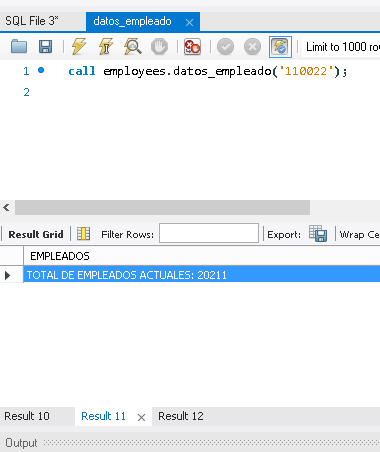 SQL File 3* datos_empleado
Limit to 1000 ro
1 call employees.datos_empleado('110022');
2
Result Grid Filter Rows: Export: Wrap Ce
EMPLEADOS
TOTAL DE EMPLEADOS ACTUALES: 20211
Result 10 Result 11 Result 12
Output